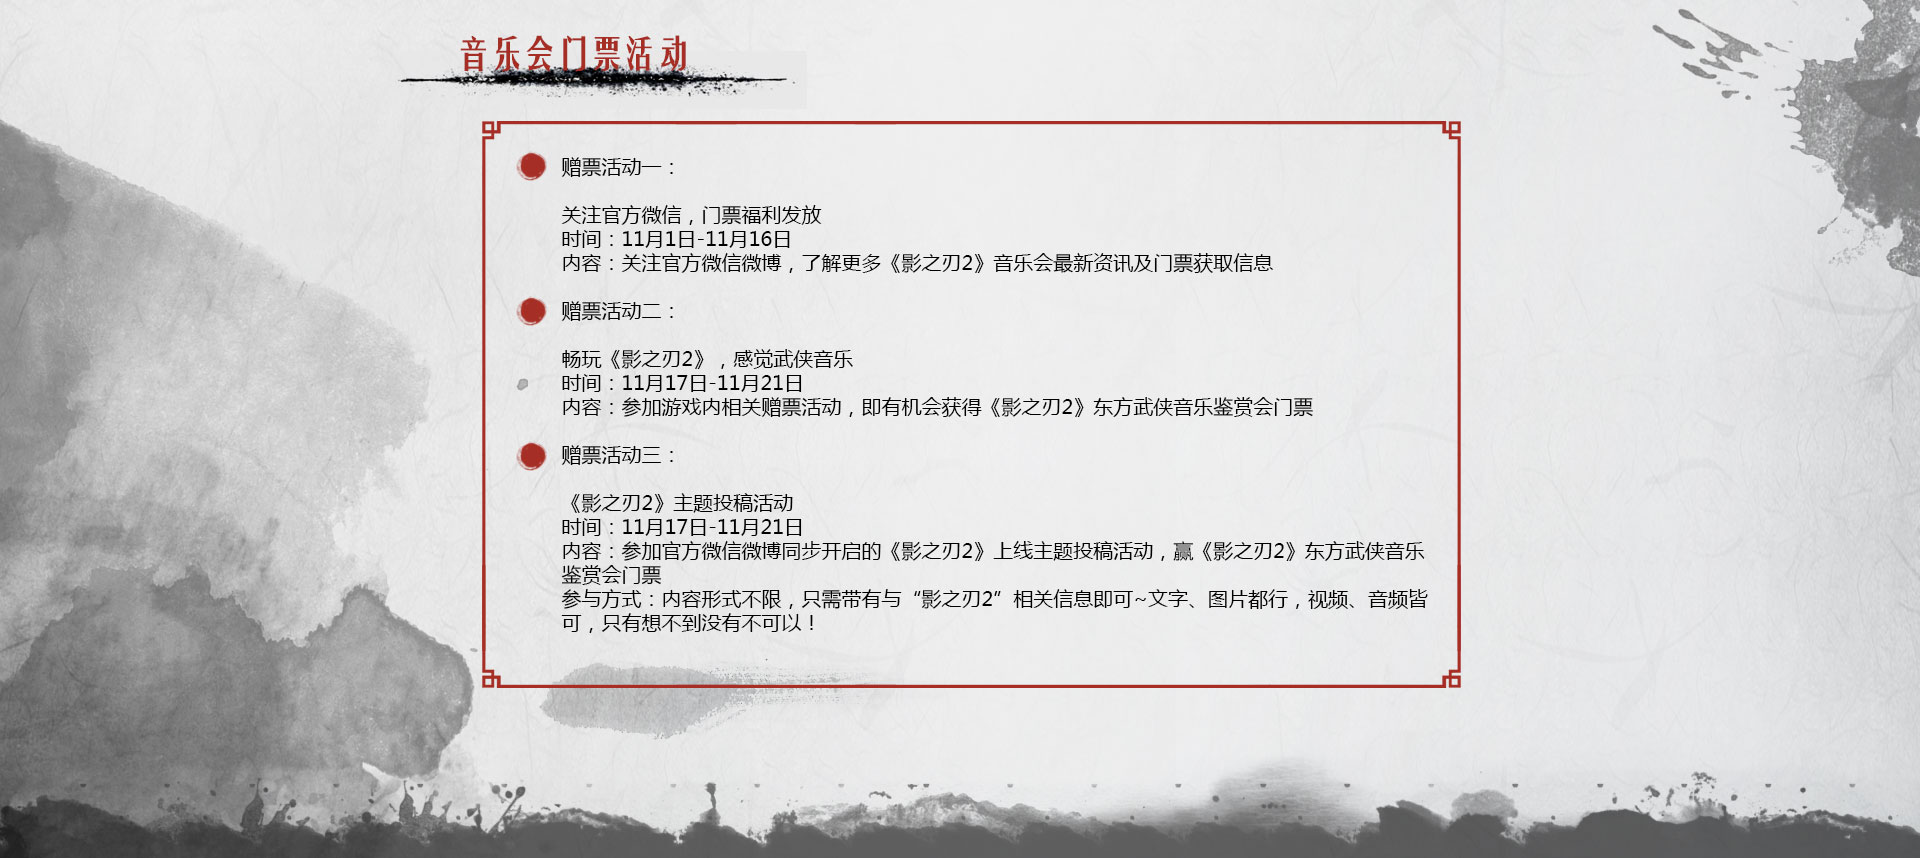 音乐会门票活动
赠票活动一：
关注官方微信，门票福利发放
时间：11月1日-11月16日
内容：关注官方微信微博，了解更多《影之刃2》音乐会最新资讯及门票获取信息
赠票活动二：
畅玩《影之刃2》，感觉武侠音乐
时间：11月17日-11月21日
内容：参加游戏内相关赠票活动，即有机会获得《影之刃2》东方武侠音乐鉴赏会门票
赠票活动三：
《影之刃2》主题投稿活动
时间：11月17日-11月21日
内容：参加官方微信微博同步开启的《影之刃2》上线主题投稿活动，赢《影之刃2》东方武侠音乐
鉴赏会门票
参与方式：内容形式不限，只需带有与“影之刃2”相关信息即可~文字、图片都行，视频、音频皆
可，只有想不到没有不可以！